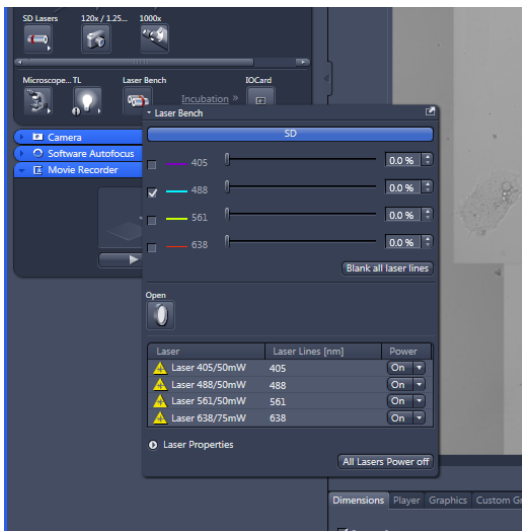 SD Lasers 120x / 1.25... 1000x
Microscope... TL Laser Bench IOCard
Incubation »
Laser Bench
Camera
SD
Software Autofocus
405 0.0 %
Movie Recorder
488 0.0 %
561 0.0 %
638 0.0 %
Blank all laser lines
Open
Laser Laser Lines [nm] Power
Laser 405/50mW 405 On
Laser 488/50mW 488 On
Laser 561/50mW 561 On
Laser 638/75mW 638 On
Laser Properties
All Lasers Power off
Dimensions Player Graphics Custom Gr